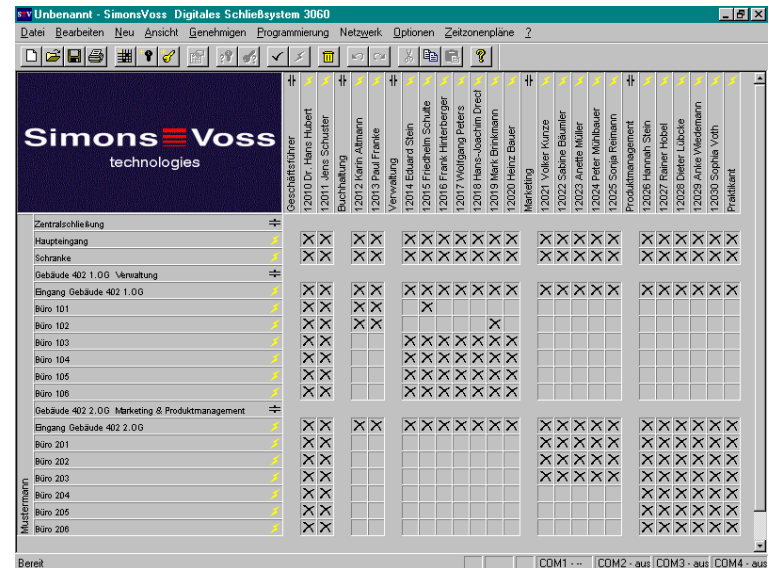 Unbenannt - SimonsVoss Digitales Schließsystem 3060
Datei Bearbeiten Neu Ansicht Genehmigen Programmierung Netzwerk Optionen Zeitzonenpläne ?
Simons Voss
technologies
Geschäftsführer
12010 Dr. Hans Hubert
12011 Jens Schuster
Buchhaltung
12012 Karin Altmann
12013 Paul Franke
Verwaltung
12014 Eduard Stein
12015 Friedhelm Schulte
12016 Frank Hinterberger
12017 Wolfgang Peters
12018 Hans-Joachim Drecl
12019 Mark Brinkmann
12020 Heinz Bauer
Marketing
12021 Volker Kunze
12022 Sabine Bäumler
12023 Anette Müller
12024 Peter Mühlbauer
12025 Sonja Reimann
Produktmanagement
12026 Hannah Stein
12027 Rainer Hobel
12028 Dieter Lübcke
12029 Anke Wiedemann
12030 Sophia Voth
Praktikant
Zentralschließung
Haupteingang
Schranke
Gebäude 402 1.OG Verwaltung
Eingang Gebäude 402 1.OG
Büro 101
Büro 102
Büro 103
Büro 104
Büro 105
Büro 106
Gebäude 402 2.OG Marketing & Produktmanagement
Eingang Gebäude 402 2.OG
Büro 201
Büro 202
Büro 203
Büro 204
Büro 205
Büro 206
Mustermann
Bereit COM1 - -- COM2 - aus COM3 - aus COM4 - aus